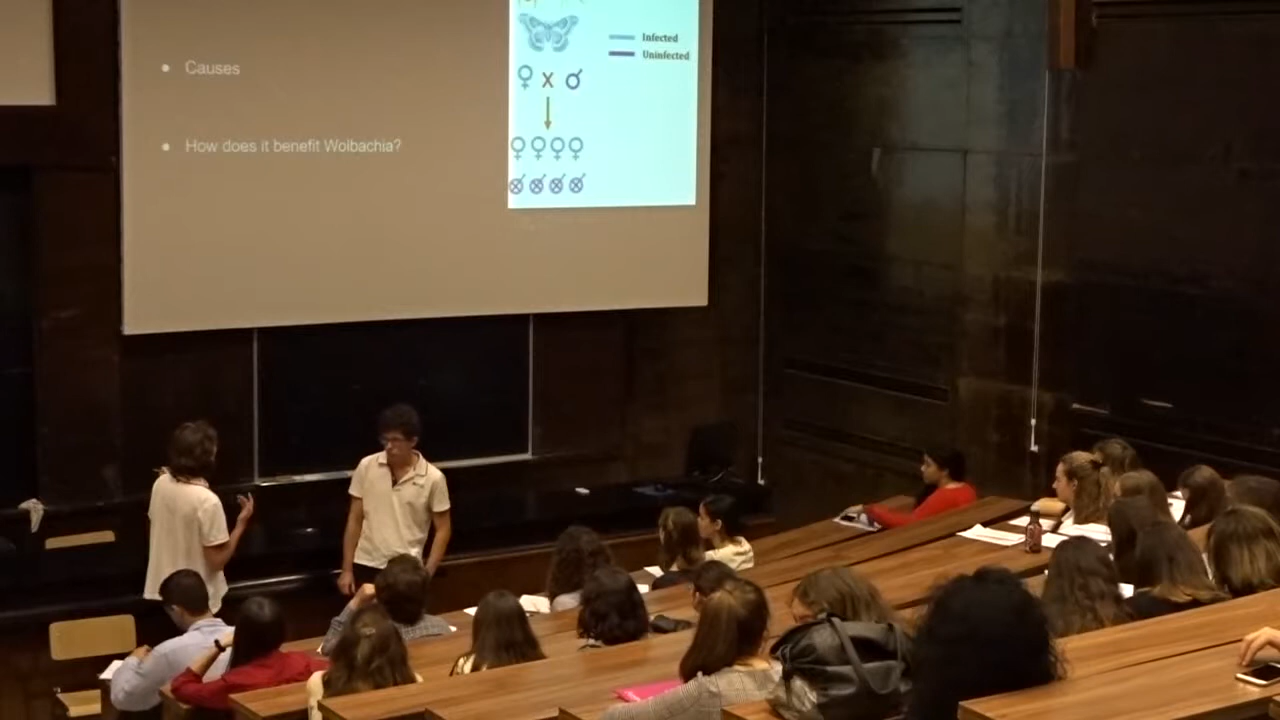 Infected
Uninfected
● Causes
X
● How does it benefit Wolbachia?